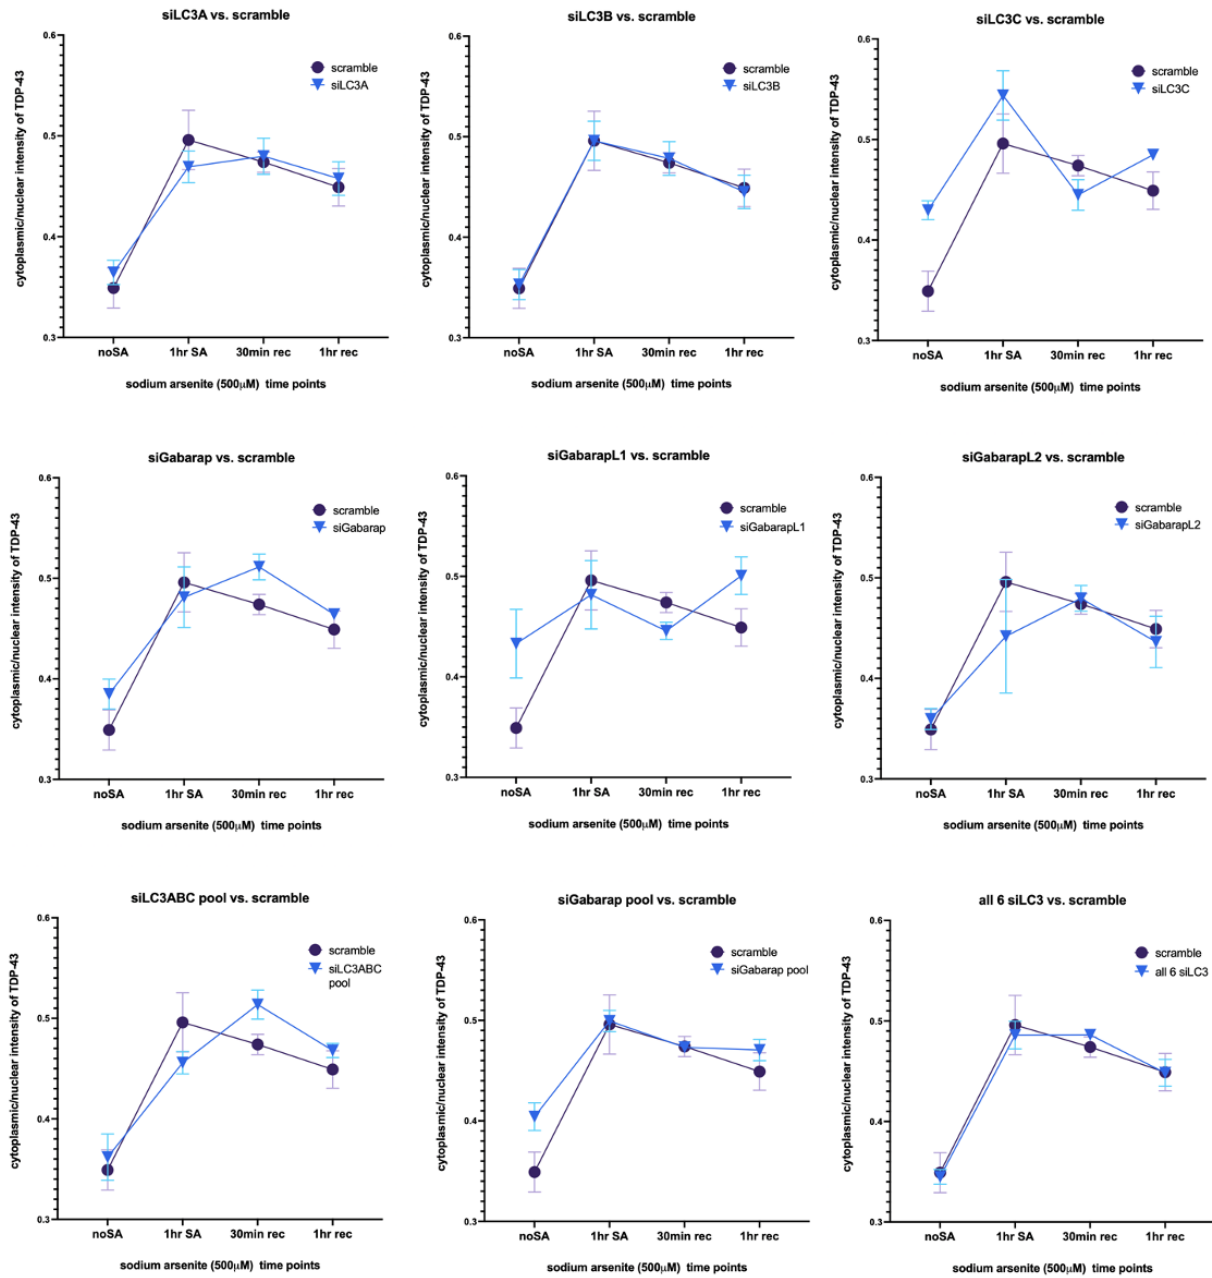 siLC3A vs. scramble
cytoplasmic/nuclear intensity of TDP-43
0.6
0.5
0.4
0.3
scramble
siLC3A
noSA
1hr SA
30min rec
1hr rec
sodium arsenite (500μM) time points
siLC3B vs. scramble
cytoplasmic/nuclear intensity of TDP-43
0.6
0.5
0.4
0.3
scramble
siLC3B
noSA
1hr SA
30min rec
1hr rec
sodium arsenite (500μM) time points
siLC3C vs. scramble
cytoplasmic/nuclear intensity of TDP-43
0.6
0.5
0.4
0.3
scramble
siLC3C
noSA
1hr SA
30min rec
1hr rec
sodium arsenite (500μM) time points
siGabarap vs. scramble
cytoplasmic/nuclear intensity of TDP-43
0.6
0.5
0.4
0.3
scramble
siGabarap
noSA
1hr SA
30min rec
1hr rec
sodium arsenite (500μM) time points
siGabarapL1 vs. scramble
cytoplasmic/nuclear intensity of TDP-43
0.6
0.5
0.4
0.3
scramble
siGabarapL1
noSA
1hr SA
30min rec
1hr rec
sodium arsenite (500μM) time points
siGabarapL2 vs. scramble
cytoplasmic/nuclear intensity of TDP-43
0.6
0.5
0.4
0.3
scramble
siGabarapL2
noSA
1hr SA
30min rec
1hr rec
sodium arsenite (500μM) time points
siLC3ABC pool vs. scramble
cytoplasmic/nuclear intensity of TDP-43
0.6
0.5
0.4
0.3
scramble
siLC3ABC
pool
noSA
1hr SA
30min rec
1hr rec
sodium arsenite (500μM) time points
siGabarap pool vs. scramble
cytoplasmic/nuclear intensity of TDP-43
0.6
0.5
0.4
0.3
scramble
siGabarap pool
noSA
1hr SA
30min rec
1hr rec
sodium arsenite (500μM) time points
all 6 siLC3 vs. scramble
cytoplasmic/nuclear intensity of TDP-43
0.6
0.5
0.4
0.3
scramble
all 6 siLC3
noSA
1hr SA
30min rec
1hr rec
sodium arsenite (500μM) time points